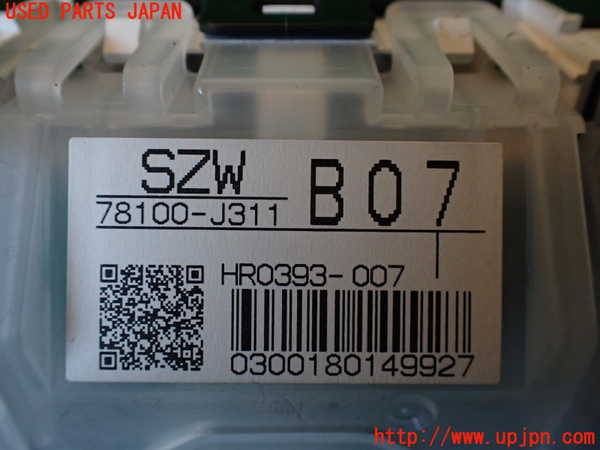 USED PARTS JAPAN
SZW
78100-J311
B07
HR0393-007
0300180149927
http://www.upjpn.com/